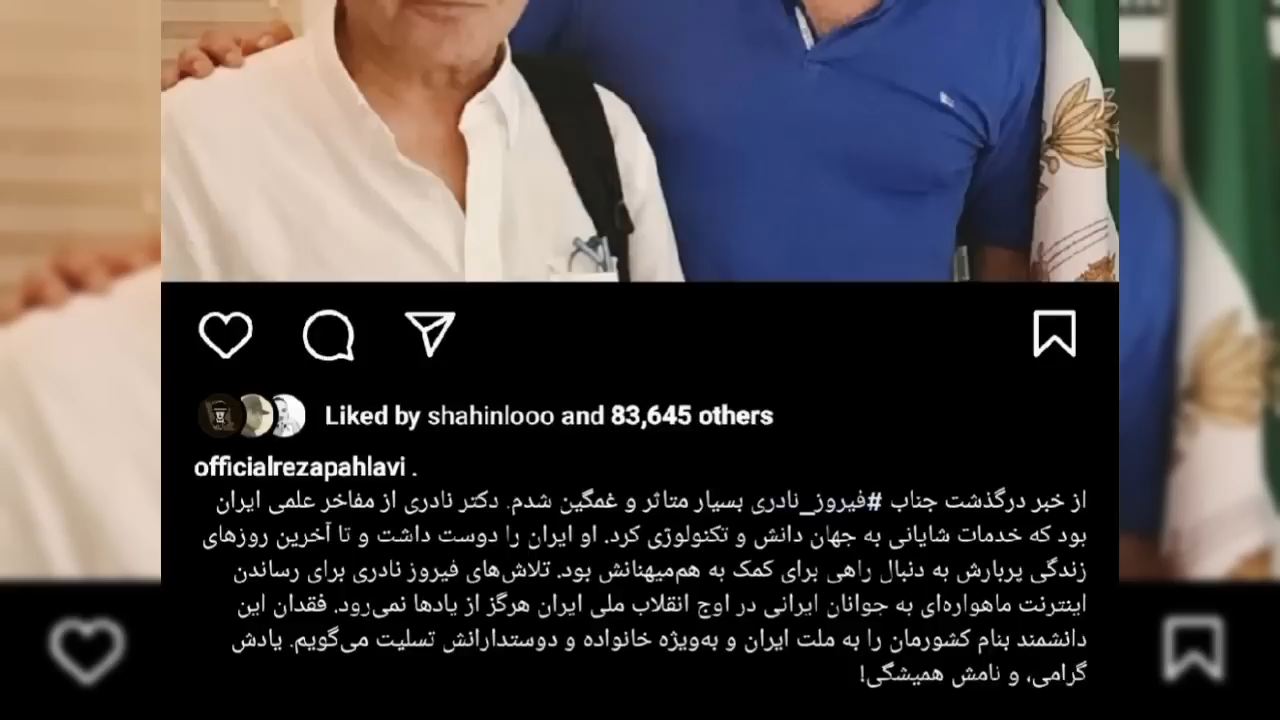 Liked by shahinlooo and 83,645 others
officialrezapahlavi .
از خبر درگذشت جناب #فیروز_نادری بسیار متاثر و غمگین شدم. دکتر نادری از مفاخر علمی ایران
بود که خدمات شایانی به جهان دانش و تکنولوژی کرد. او ایران را دوست داشت و تا آخرین روزهای
زندگی پربارش به دنبال راهی برای کمک به هم‌میهنانش بود. تلاش‌های فیروز نادری برای رساندن
اینترنت ماهواره‌ای به جوانان ایرانی در اوج انقلاب ملی ایران هرگز از یادها نمی‌رود. فقدان این
دانشمند بنام کشورمان را به ملت ایران و به‌ویژه خانواده و دوستدارانش تسلیت می‌گویم. یادش
گرامی، و نامش همیشگی!